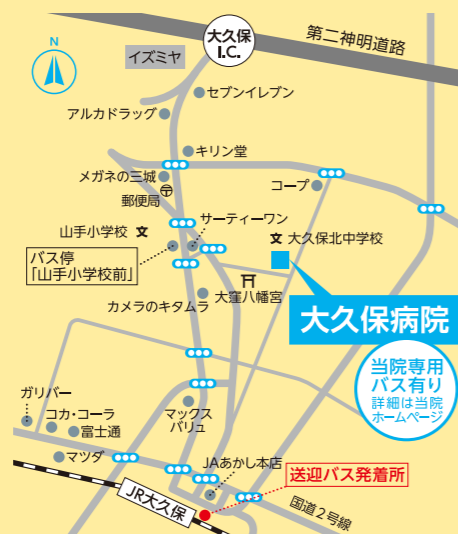 N
大久保
I.C.
第二神明道路
イズミヤ
セブンイレブン
アルカドラッグ
キリン堂
メガネの三城
郵便局
コープ
サーティーワン
山手小学校 文
文 大久保北中学校
バス停
「山手小学校前」
大窪八幡宮
カメラのキタムラ
大久保病院
当院専用
バス有り
詳細は当院
ホームページ
ガリバー
コカ・コーラ
富士通
マックス
バリュ
マツダ
JAあかし本店
送迎バス発着所
JR大久保
国道2号線